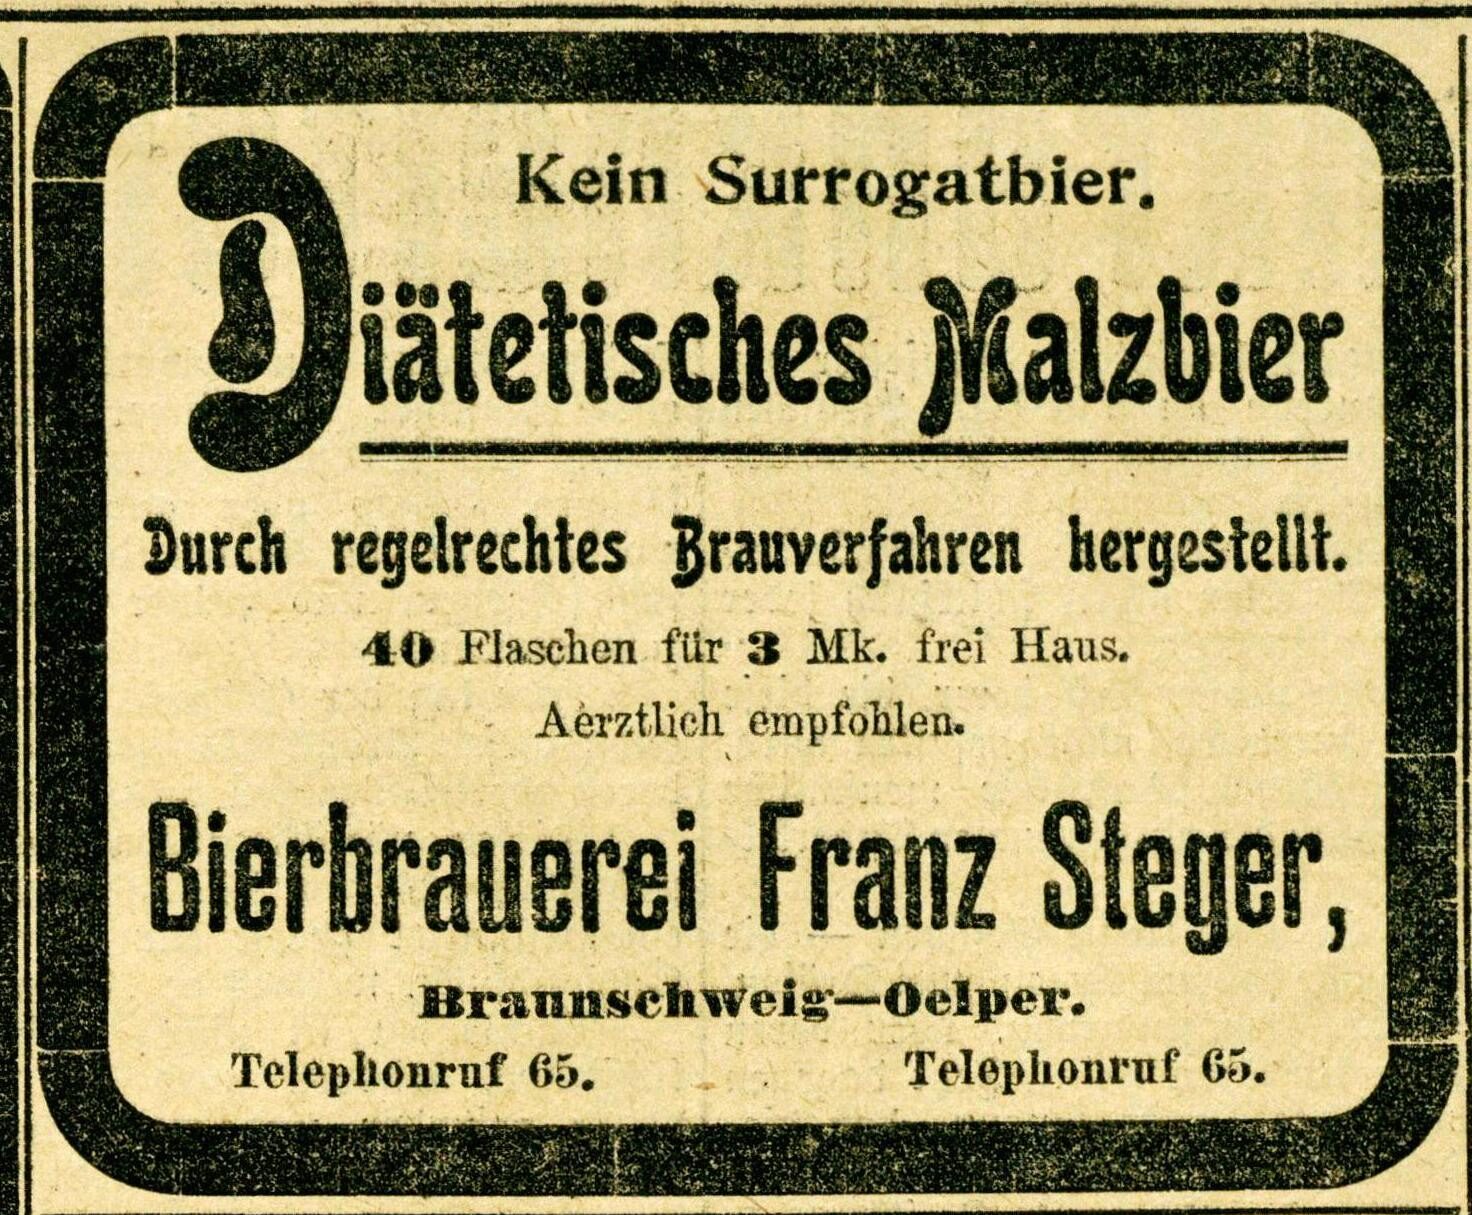 Kein Surrogatbier.
Diätetisches Malzbier
Durch regelrechtes Brauverfahren hergestellt.
40 Flaschen für 3 Mk. frei Haus.
Aerztlich empfohlen.
Bierbrauerei Franz Steger,
Braunschweig—Oelper.
Telephonruf 65. Telephonruf 65.